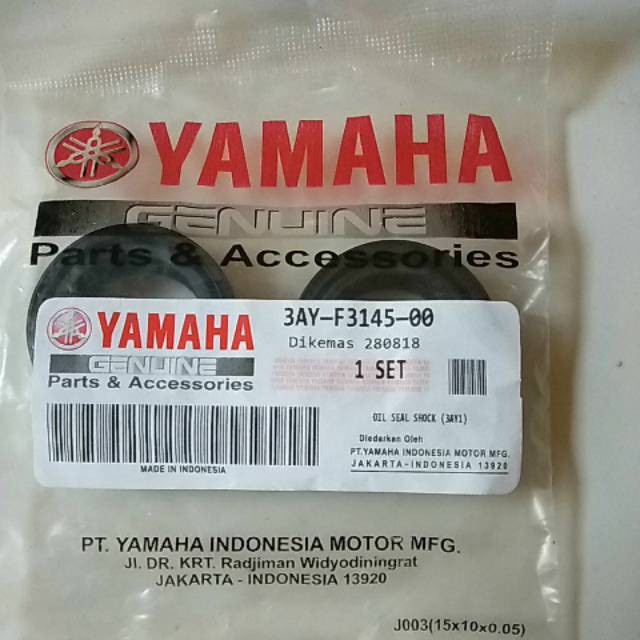 YAMAHA
GENUINE
Parts & Accessories
YAMAHA
GENUINE
Parts & Accessories
MADE IN INDONESIA
3AY-F3145-00
Dikemas 280818
1 SET
OIL SEAL SHOCK (3AY1)
Diedarkan Oleh
PT.YAMAHA INDONESIA MOTOR MFG.
JAKARTA-INDONESIA 13920
PT. YAMAHA INDONESIA MOTOR MFG.
Jl. DR. KRT. Radjiman Widyodiningrat
JAKARTA - INDONESIA 13920
J003(15x10x0.05)